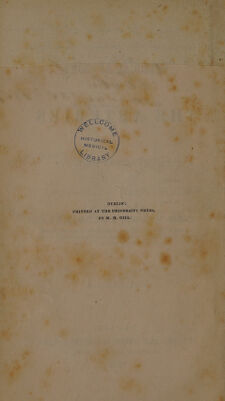 WELLCOME
HISTORICAL
MEDICAL
LIBRARY
DUBLIN:
PRINTED AT THE UNIVERSITY PRESS,
BY M. H. GILL.